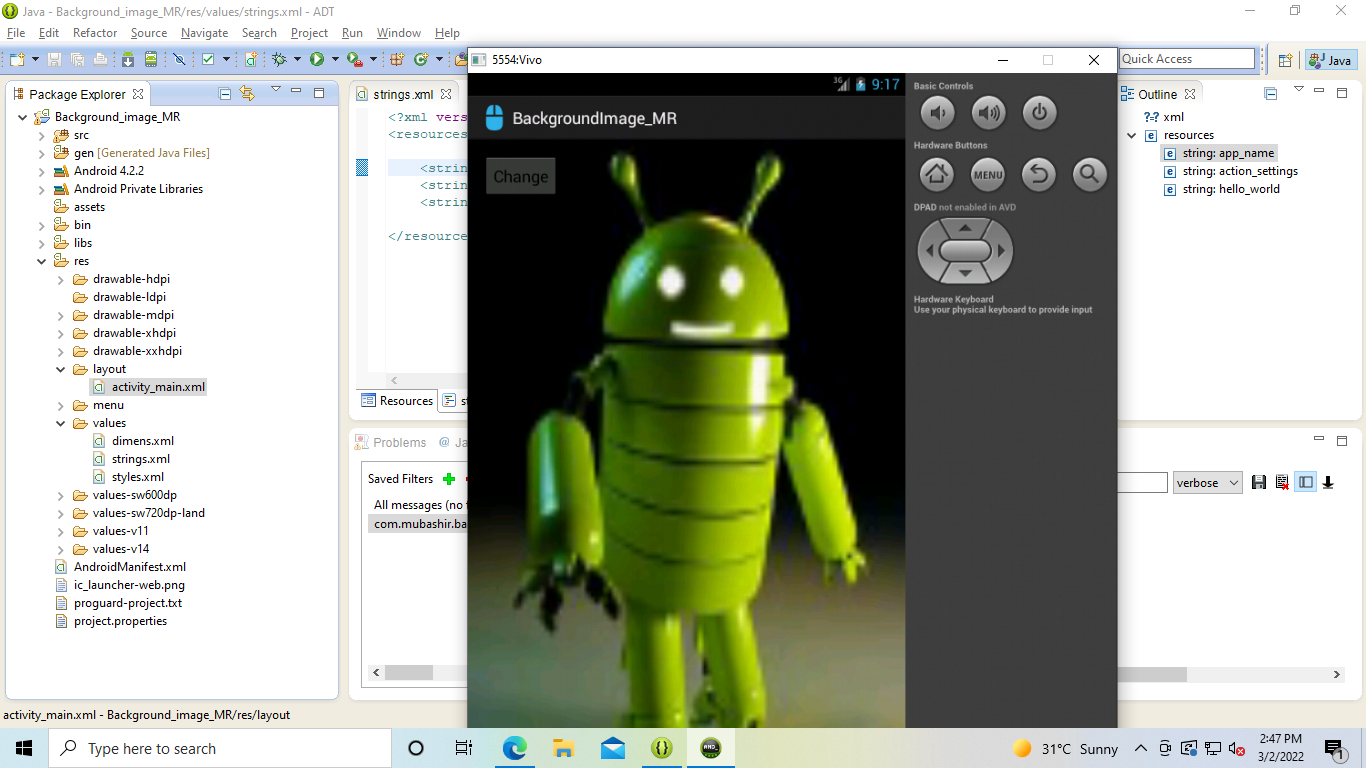 Java - Background_image_MR/res/values/strings.xml - ADT
File Edit Refactor Source Navigate Search Project Run Window Help
Quick Access
Java
Package Explorer
Background_image_MR
src
gen [Generated Java Files]
Android 4.2.2
Android Private Libraries
assets
bin
libs
res
drawable-hdpi
drawable-ldpi
drawable-mdpi
drawable-xhdpi
drawable-xxhdpi
layout
activity_main.xml
menu
values
dimens.xml
strings.xml
styles.xml
values-sw600dp
values-sw720dp-land
values-v11
values-v14
AndroidManifest.xml
ic_launcher-web.png
proguard-project.txt
project.properties
strings.xml
<?xml vers
<resources
<strin
<strin
<strin
</resource
Resources
s
Problems @ Ja
Saved Filters
All messages (no f
com.mubashir.ba
5554:Vivo
3G 9:17
BackgroundImage_MR
Change
Basic Controls
Hardware Buttons
MENU
DPAD not enabled in AVD
Hardware Keyboard
Use your physical keyboard to provide input
Outline
?=? xml
e resources
e string: app_name
e string: action_settings
e string: hello_world
verbose
activity_main.xml - Background_image_MR/res/layout
Type here to search
31°C Sunny
2:47 PM
3/2/2022
1